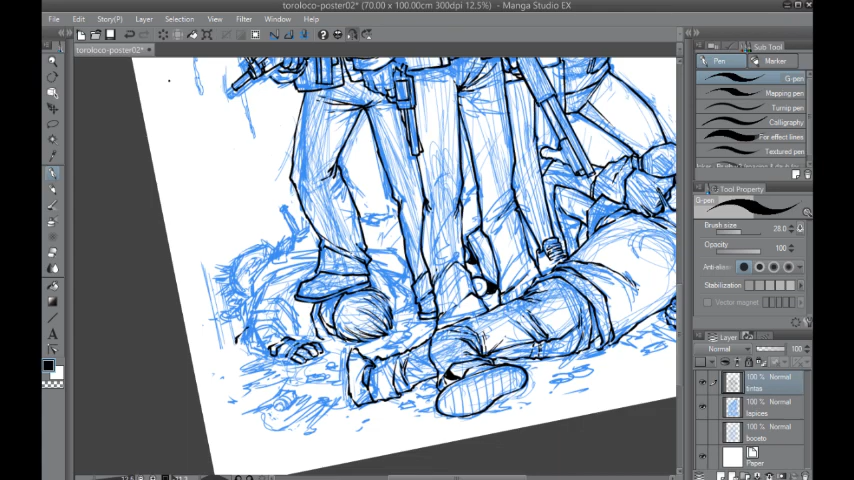 toroloco-poster02* (70.00 x 100.00cm 300dpi 12.5%) - Manga Studio EX
File Edit Story(P) Layer Selection View Filter Window Help
toroloco-poster02*
Sub Tool
Pen Marker
G-pen
Mapping pen
Turnip pen
Calligraphy
For effect lines
Textured pen
Tool Property
G-pen
Brush size 28.0
Opacity 100
Anti-aliasing
Stabilization
Vector magnet
Layer
Normal 100
100 % Normal
tintas
100 % Normal
lapices
100 % Normal
boceto
Paper